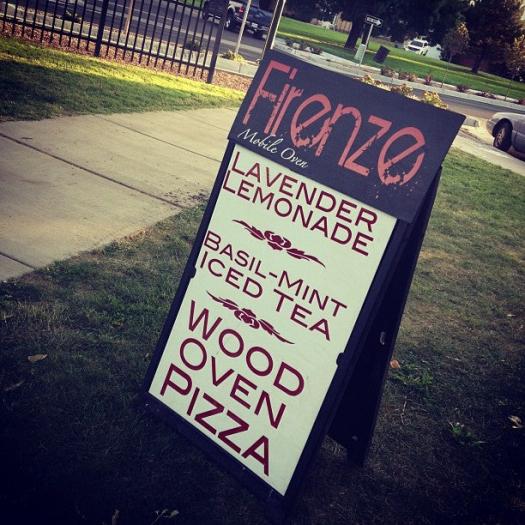 Firenze
Mobile Oven
LAVENDER
LEMONADE
BASIL-MINT
ICED TEA
WOOD
OVEN
PIZZA